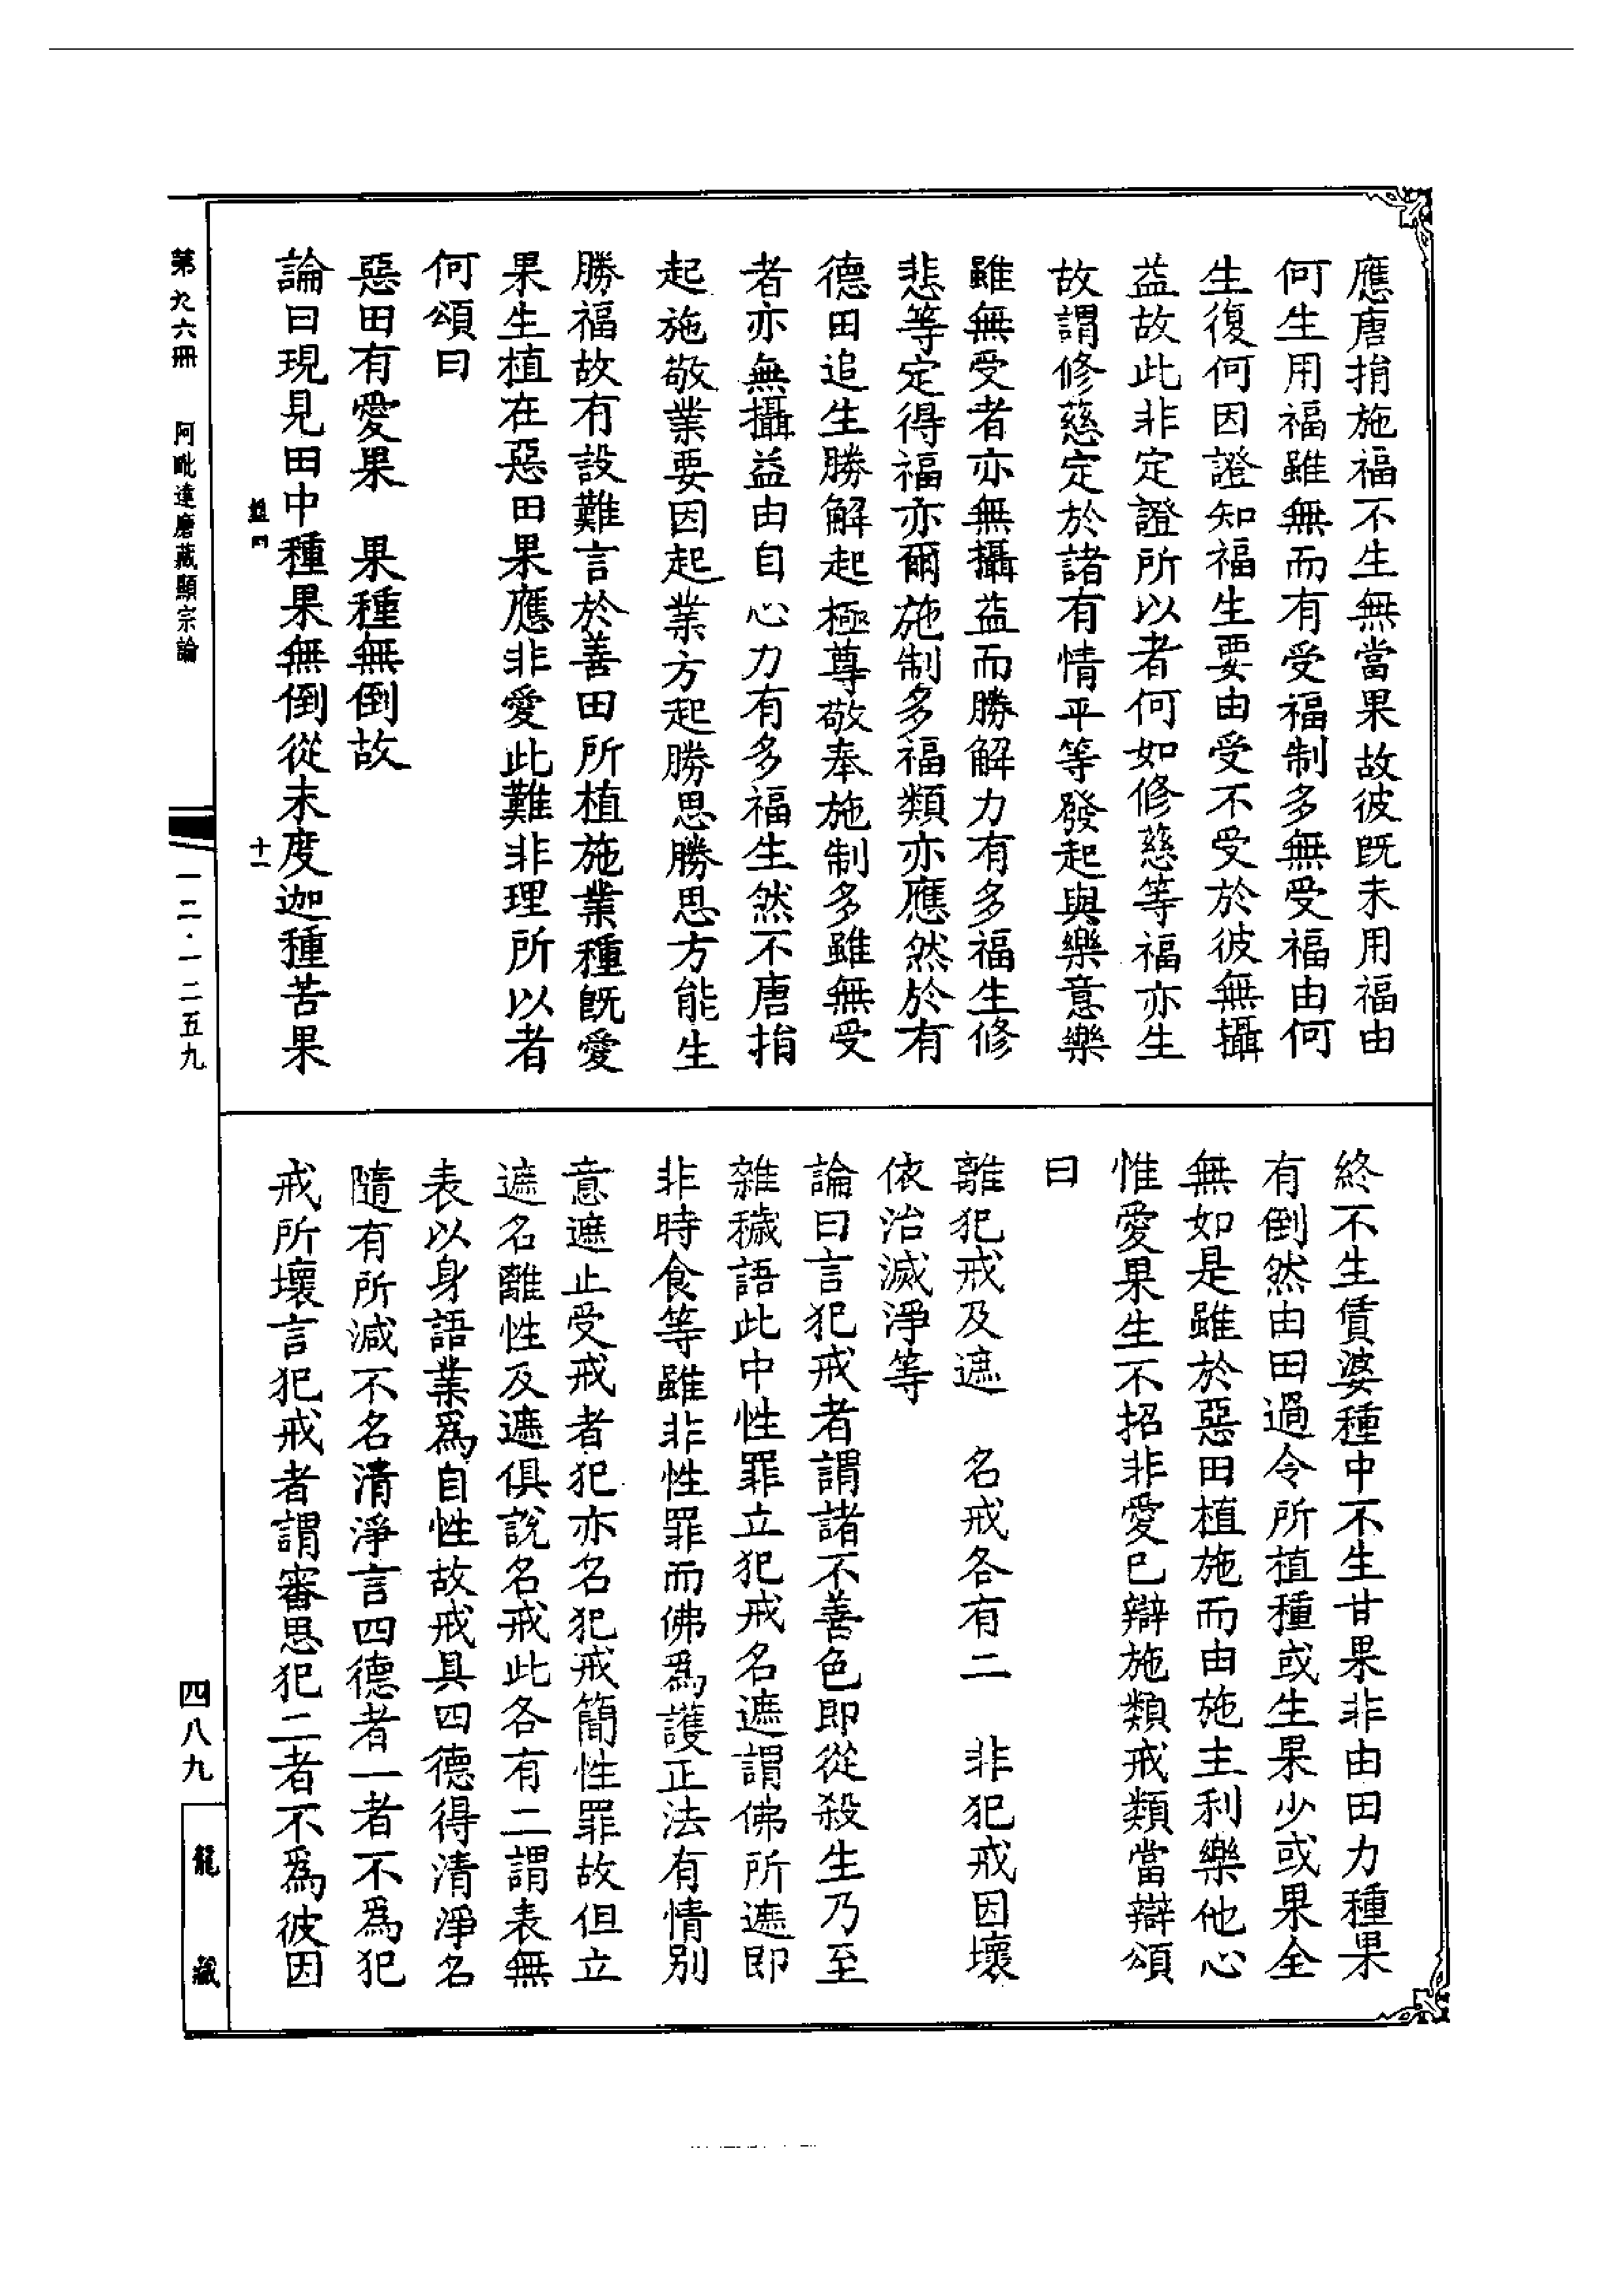 應唐捐施福不生無當果故彼既未用福由
何生用福雖無而有受福制多無受福由何
生復何因證知福生要由受不受於彼無攝
益故此非定證所以者何如修慈等福亦生
故謂修慈定於諸有情平等發起與樂意樂
雖無受者亦無攝益而勝解力有多福生修
悲等定得福亦爾施制多福類亦應然於有
德田追生勝解起極尊敬奉施制多雖無受
者亦無攝益由自心力有多福生然不唐捐
起施敬業要因起業方起勝思勝思方能生
勝福故有設難言於善田所植施業種既愛
果生植在惡田果應非愛此難非理所以者
何頌曰
惡田有愛果　果種無倒故
論曰現見田中種果無倒從末度迦種苦果
終不生賃婆種中不生甘果非由田力種果
有倒然由田過令所植種或生果少或果全
無如是雖於惡田植施而由施主利樂他心
惟愛果生不招非愛已辯施類戒類當辯頌
曰
離犯戒及遮　名戒各有二　非犯戒因壞
依治滅淨等
論曰言犯戒者謂諸不善色即從殺生乃至
雜穢語此中性罪立犯戒名遮謂佛所遮即
非時食等雖非性罪而佛為護正法有情別
意遮止受戒者犯亦名犯戒簡性罪故但立
遮名離性及遮俱說名戒此各有二謂表無
表以身語業爲自性故戒具四德得清淨名
隨有所減不名清淨言四德者一者不爲犯
戒所壞言犯戒者謂審思犯二者不爲彼因
第九六冊　阿毗達磨藏顯宗論
十一
一二·一二五九
四八九
龍藏